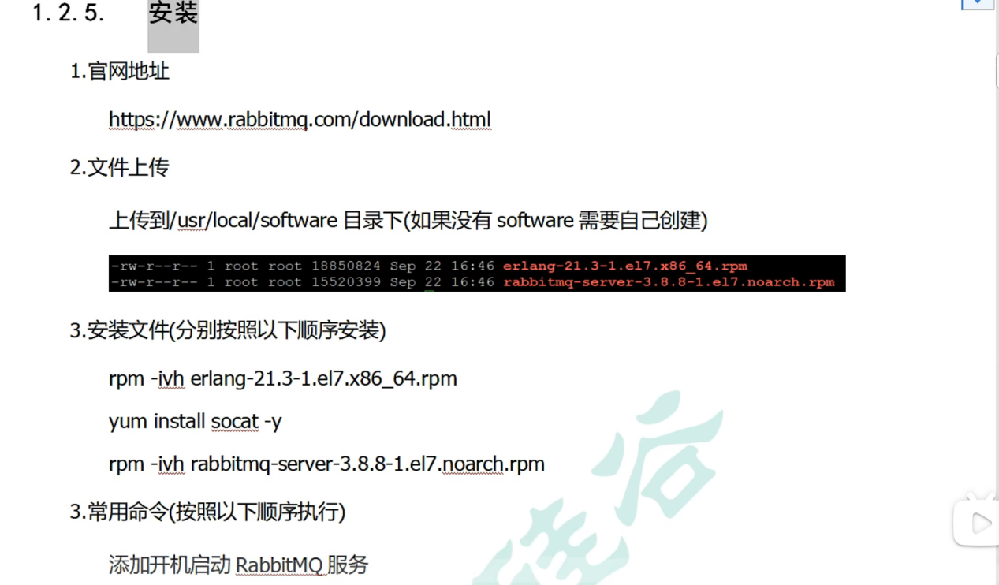 1.2.5. 安装
1.官网地址
https://www.rabbitmq.com/download.html
2.文件上传
上传到/usr/local/software 目录下(如果没有 software 需要自己创建)
-rw-r--r-- 1 root root 18850824 Sep 22 16:46 erlang-21.3-1.el7.x86_64.rpm
-rw-r--r-- 1 root root 15520399 Sep 22 16:46 rabbitmq-server-3.8.8-1.el7.noarch.rpm
3.安装文件(分别按照以下顺序安装)
rpm -ivh erlang-21.3-1.el7.x86_64.rpm
yum install socat -y
rpm -ivh rabbitmq-server-3.8.8-1.el7.noarch.rpm
3.常用命令(按照以下顺序执行)
添加开机启动 RabbitMQ 服务
硅谷